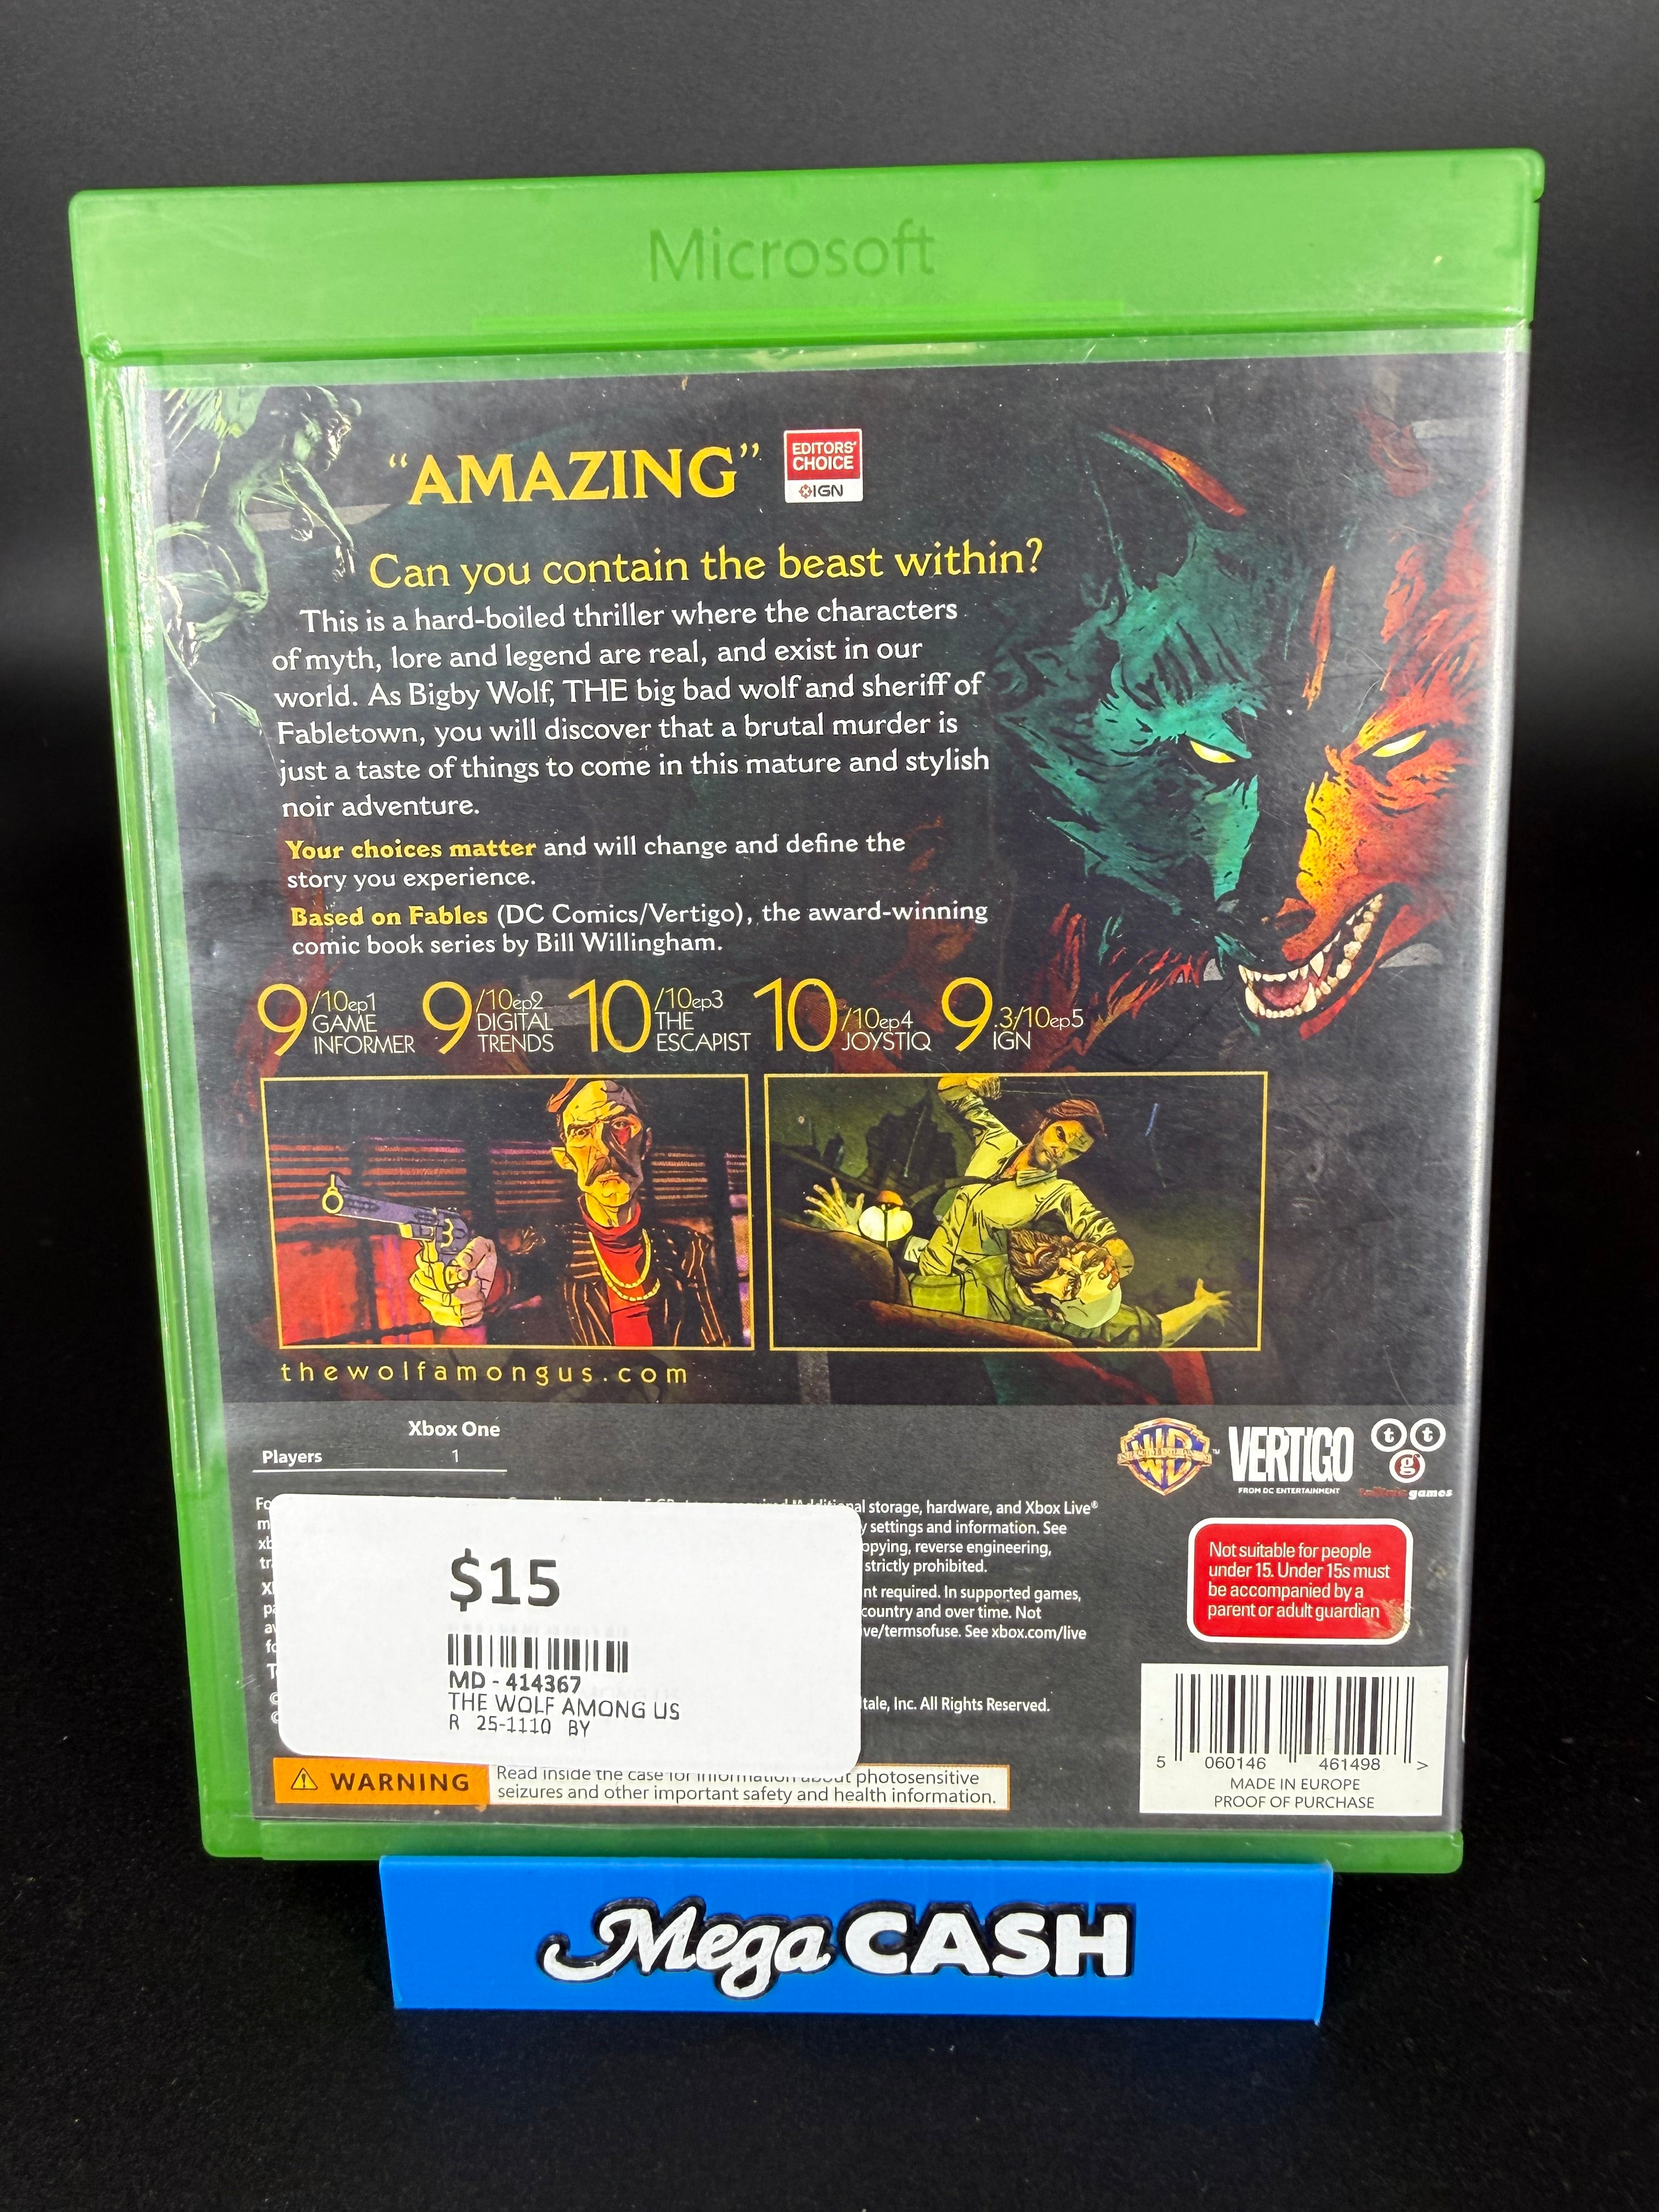 Microsoft
“AMAZING”
EDITORS’
CHOICE
IGN
Can you contain the beast within?
This is a hard-boiled thriller where the characters
of myth, lore and legend are real, and exist in our
world. As Bigby Wolf, THE big bad wolf and sheriff of
Fabletown, you will discover that a brutal murder is
just a taste of things to come in this mature and stylish
noir adventure.
Your choices matter and will change and define the
story you experience.
Based on Fables (DC Comics/Vertigo), the award-winning
comic book series by Bill Willingham.
9/10ep1 GAME INFORMER
9/10ep2 DIGITAL TRENDS
10/10ep3 THE ESCAPIST
10/10ep4 JOYSTIQ
9.3/10ep5 IGN
thewolfamongus.com
Xbox One
Players 1
WB
VERTIGO
FROM DC ENTERTAINMENT
ttg
telltale games
storage, hardware, and Xbox Live®
settings and information. See
reverse engineering,
strictly prohibited.
required. In supported games,
country and over time. Not
See xbox.com/live
Inc. All Rights Reserved.
Not suitable for people
under 15. Under 15s must
be accompanied by a
parent or adult guardian
$15
MD - 414367
THE WOLF AMONG US
R 25-1110 BY
WARNING
Read inside the case for information about photosensitive
seizures and other important safety and health information.
5 060146 461498 >
MADE IN EUROPE
PROOF OF PURCHASE
Mega CASH